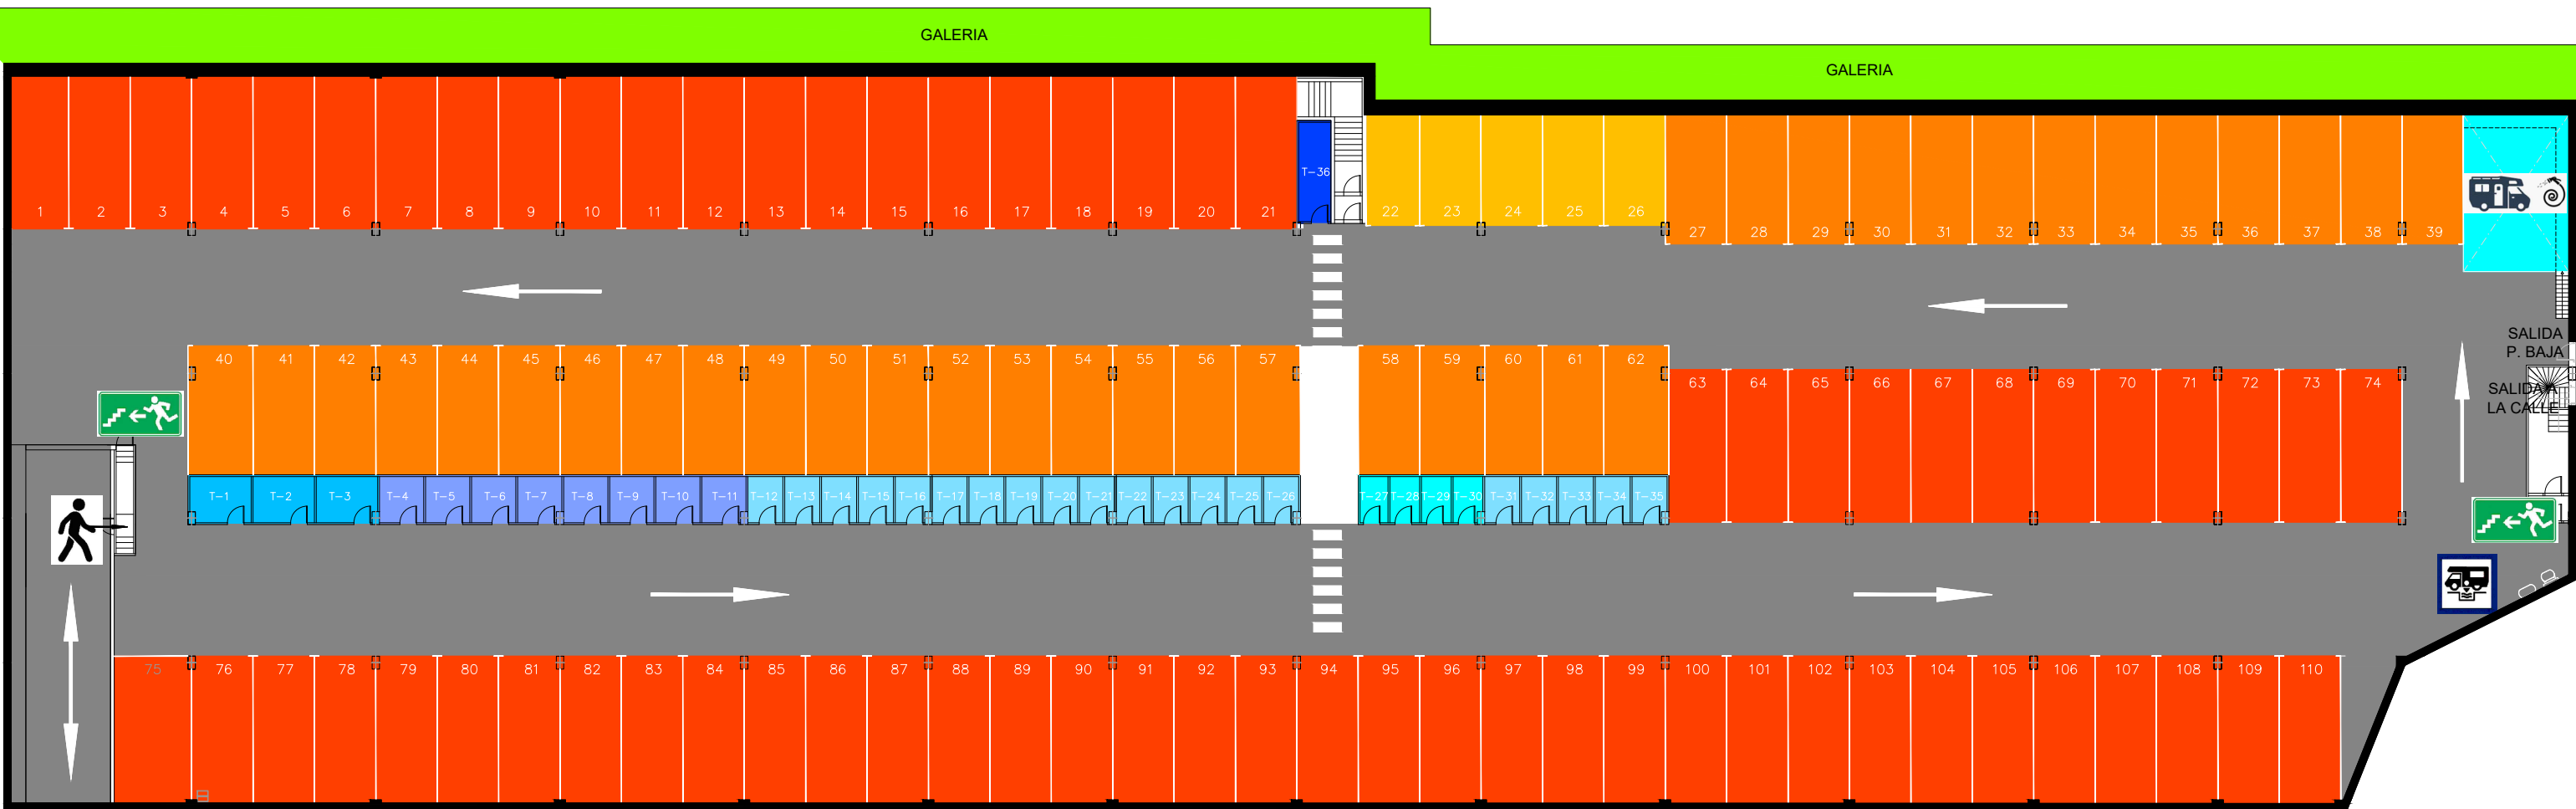 GALERIA
GALERIA
1 2 3 4 5 6 7 8 9 10 11 12 13 14 15 16 17 18 19 20 21
T-36
22 23 24 25 26
27 28 29 30 31 32 33 34 35 36 37 38 39
SALIDA
P. BAJA
SALIDA A
LA CALLE
40 41 42 43 44 45 46 47 48 49 50 51 52 53 54 55 56 57 58 59 60 61 62
63 64 65 66 67 68 69 70 71 72 73 74
T-1 T-2 T-3 T-4 T-5 T-6 T-7 T-8 T-9 T-10 T-11 T-12 T-13 T-14 T-15 T-16 T-17 T-18 T-19 T-20 T-21 T-22 T-23 T-24 T-25 T-26 T-27 T-28 T-29 T-30 T-31 T-32 T-33 T-34 T-35
75 76 77 78 79 80 81 82 83 84 85 86 87 88 89 90 91 92 93 94 95 96 97 98 99 100 101 102 103 104 105 106 107 108 109 110